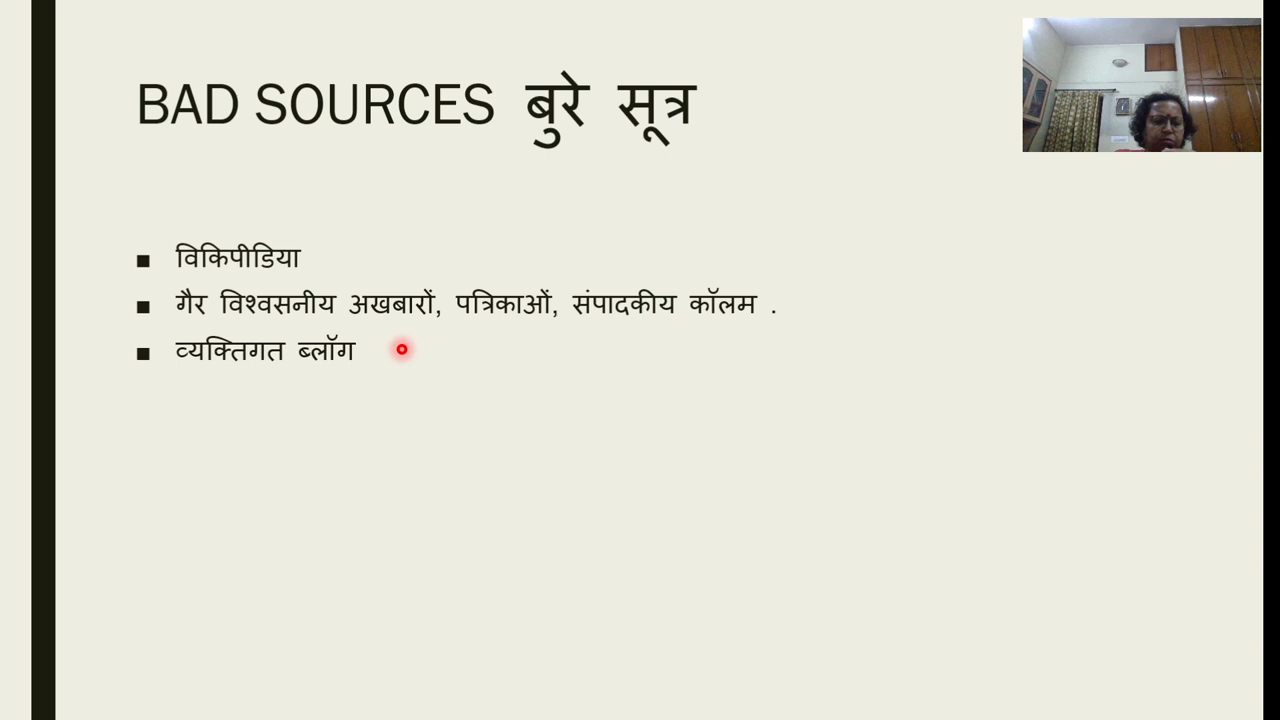 BAD SOURCES बुरे सूत्र
विकिपीडिया
गैर विश्वसनीय अखबारों, पत्रिकाओं, संपादकीय कॉलम .
व्यक्तिगत ब्लॉग